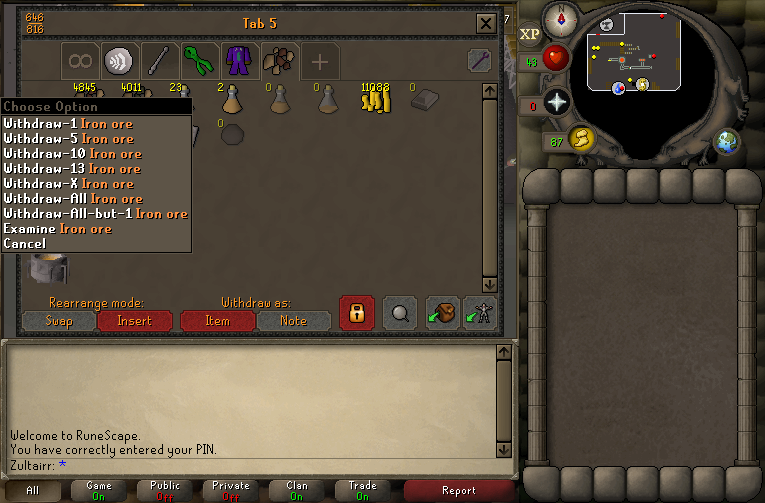 646
816
Tab 5
7
XP
43
0
87
4845 4011 23 2 0 0 11088 0
0
Choose Option
Withdraw-1 Iron ore
Withdraw-5 Iron ore
Withdraw-10 Iron ore
Withdraw-13 Iron ore
Withdraw-X Iron ore
Withdraw-All Iron ore
Withdraw-All-but-1 Iron ore
Examine Iron ore
Cancel
Rearrange mode: Withdraw as:
Swap Insert Item Note
Welcome to RuneScape.
You have correctly entered your PIN.
Zultairr: *
All Game On Public Off Private Off Clan On Trade On Report